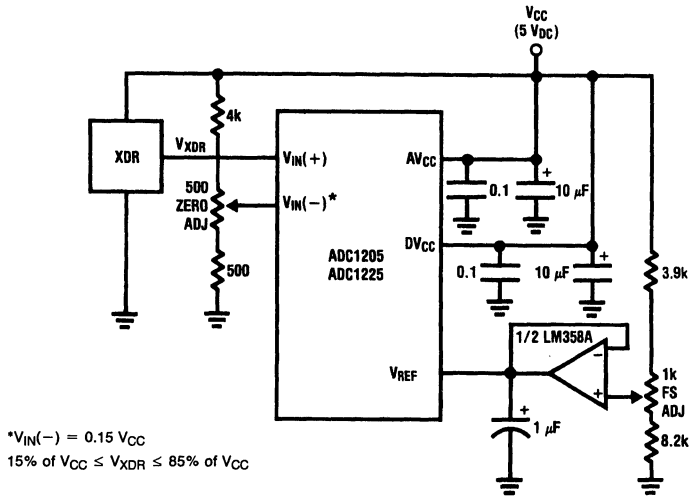 VCC
(5 VDC)
4k
XDR
VXDR
VIN(+)
AVCC
0.1
10 μF
500
ZERO
ADJ
VIN(−)*
500
ADC1205
ADC1225
DVCC
0.1
10 μF
3.9k
1/2 LM358A
VREF
1k
FS
ADJ
1 μF
8.2k
*VIN(−) = 0.15 VCC
15% of VCC ≤ VXDR ≤ 85% of VCC
+
+
+
−
+